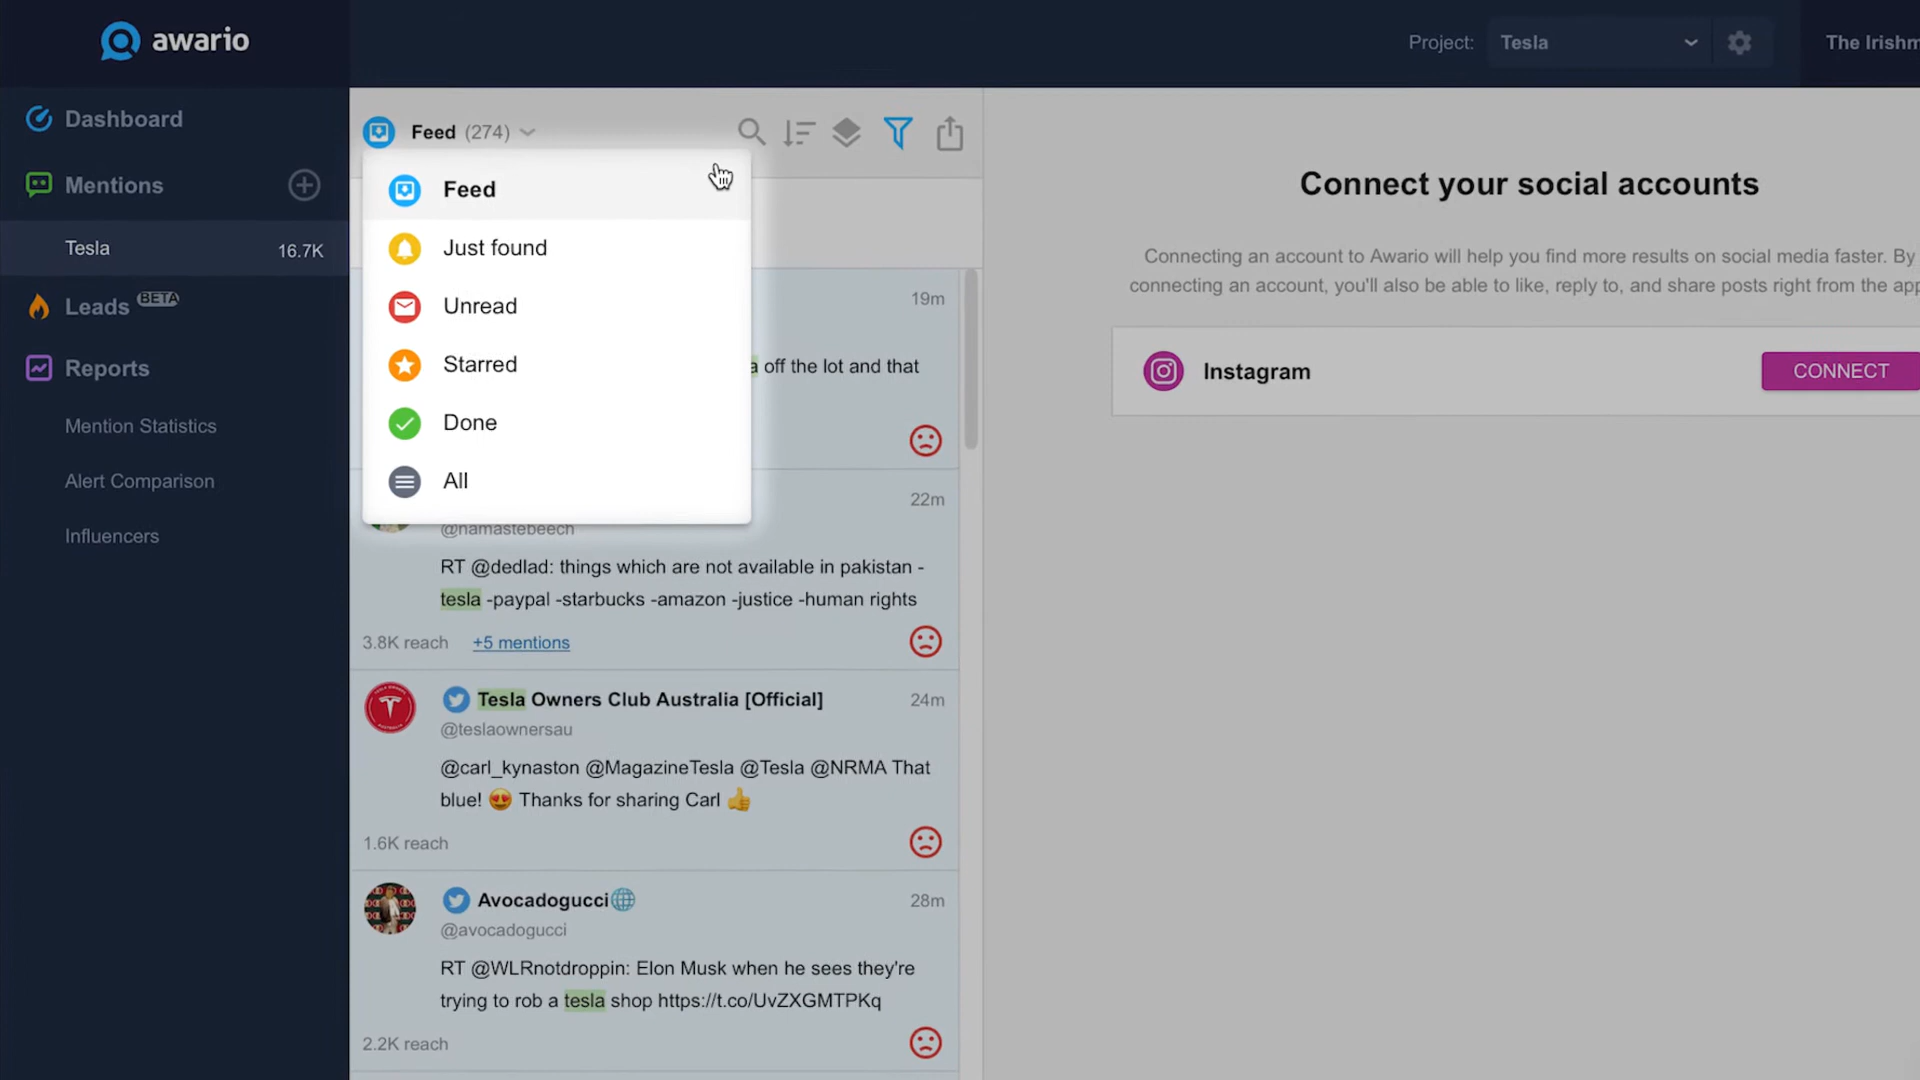 awario
Project:
Tesla
The Irishm
Dashboard
Mentions
Tesla
16.7K
Leads BETA
Reports
Mention Statistics
Alert Comparison
Influencers
Feed (274)
Feed
Just found
Unread
Starred
Done
All
19m
off the lot and that
22m
@namastebeech
RT @dedlad: things which are not available in pakistan -
tesla -paypal -starbucks -amazon -justice -human rights
3.8K reach
+5 mentions
Tesla Owners Club Australia [Official]
24m
@teslaownersau
@carl_kynaston @MagazineTesla @Tesla @NRMA That
blue! 😍 Thanks for sharing Carl 👍
1.6K reach
Avocadogucci🌐
28m
@avocadogucci
RT @WLRnotdroppin: Elon Musk when he sees they're
trying to rob a tesla shop https://t.co/UvZXGMTPKq
2.2K reach
Connect your social accounts
Connecting an account to Awario will help you find more results on social media faster. By
connecting an account, you'll also be able to like, reply to, and share posts right from the app
Instagram
CONNECT